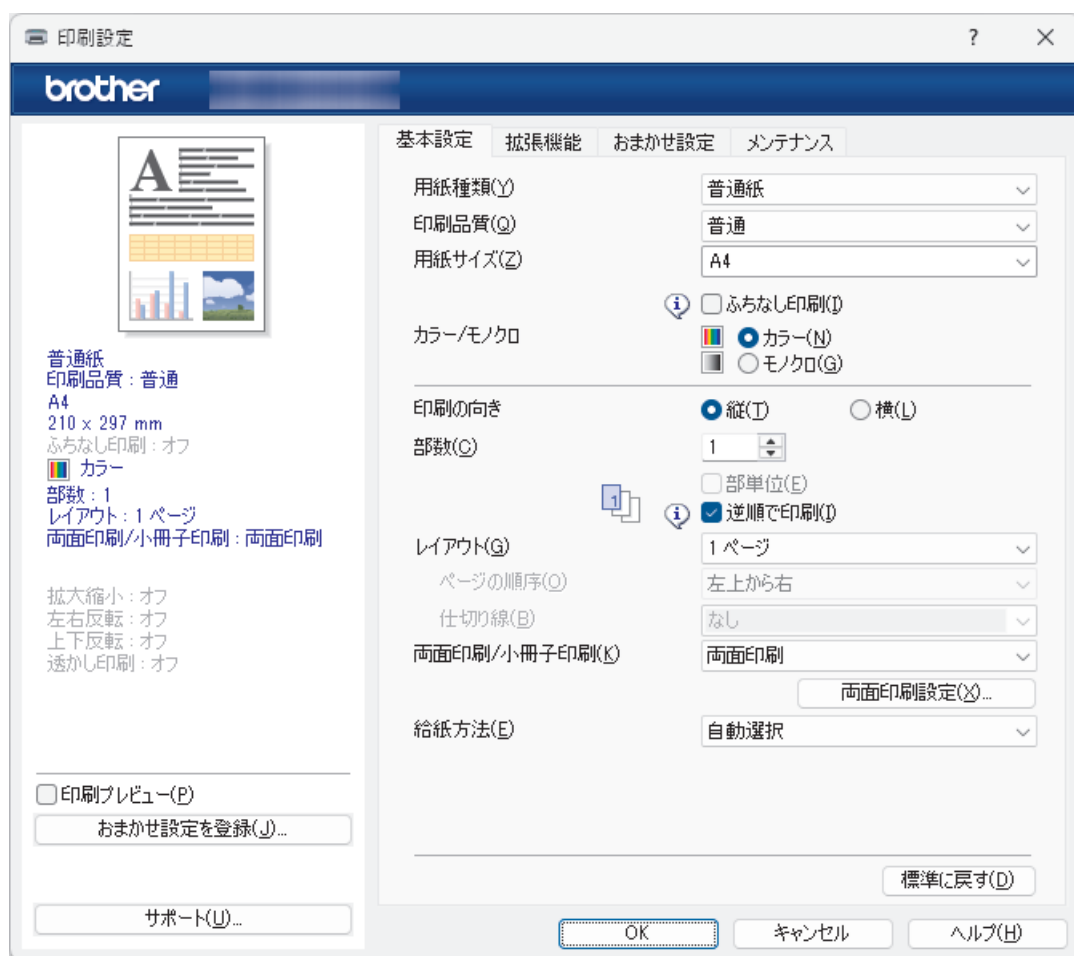 印刷設定
?
brother
基本設定 拡張機能 おまかせ設定 メンテナンス
A
普通紙
印刷品質 : 普通
A4
210 x 297 mm
ふちなし印刷 : オフ
カラー
部数 : 1
レイアウト : 1 ページ
両面印刷/小冊子印刷 : 両面印刷
拡大縮小 : オフ
左右反転 : オフ
上下反転 : オフ
透かし印刷 : オフ
印刷プレビュー(P)
おまかせ設定を登録(J)...
サポート(U)...
用紙種類(Y) 普通紙
印刷品質(Q) 普通
用紙サイズ(Z) A4
ふちなし印刷(I)
カラー/モノクロ カラー(N)
モノクロ(G)
印刷の向き 縦(T) 横(L)
部数(C) 1
部単位(E)
1 逆順で印刷(I)
レイアウト(G) 1 ページ
ページの順序(O) 左上から右
仕切り線(B) なし
両面印刷/小冊子印刷(K) 両面印刷
両面印刷設定(X)...
給紙方法(E) 自動選択
標準に戻す(D)
OK キャンセル ヘルプ(H)